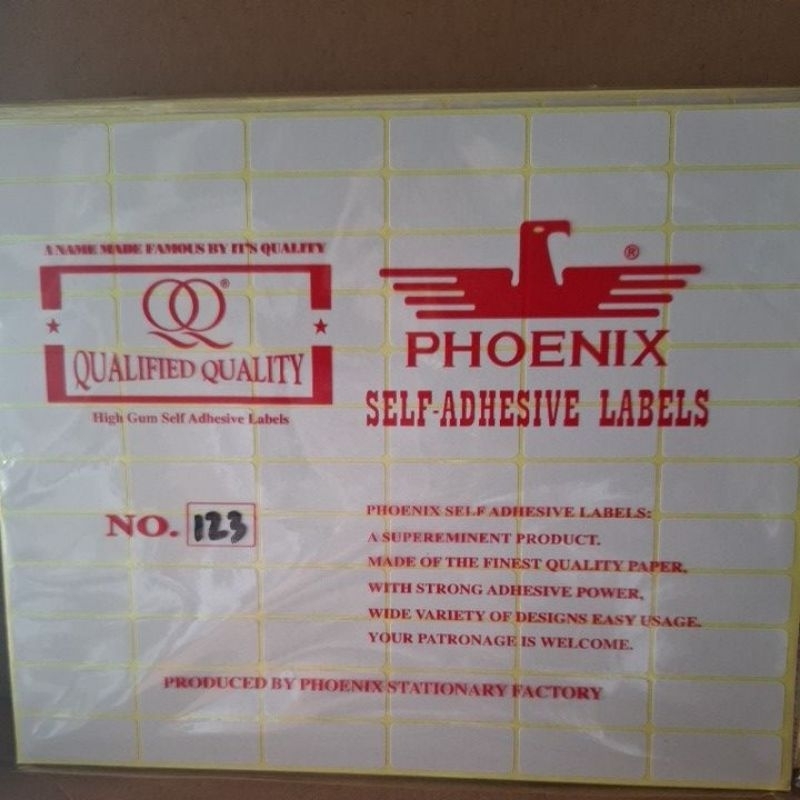 A NAME MADE FAMOUS BY IT'S QUALITY
QQ®
QUALIFIED QUALITY
High Gum Self Adhesive Labels
®
PHOENIX
SELF-ADHESIVE LABELS
NO. 123
PHOENIX SELF ADHESIVE LABELS:
A SUPEREMINENT PRODUCT.
MADE OF THE FINEST QUALITY PAPER,
WITH STRONG ADHESIVE POWER,
WIDE VARIETY OF DESIGNS EASY USAGE.
YOUR PATRONAGE IS WELCOME.
PRODUCED BY PHOENIX STATIONARY FACTORY